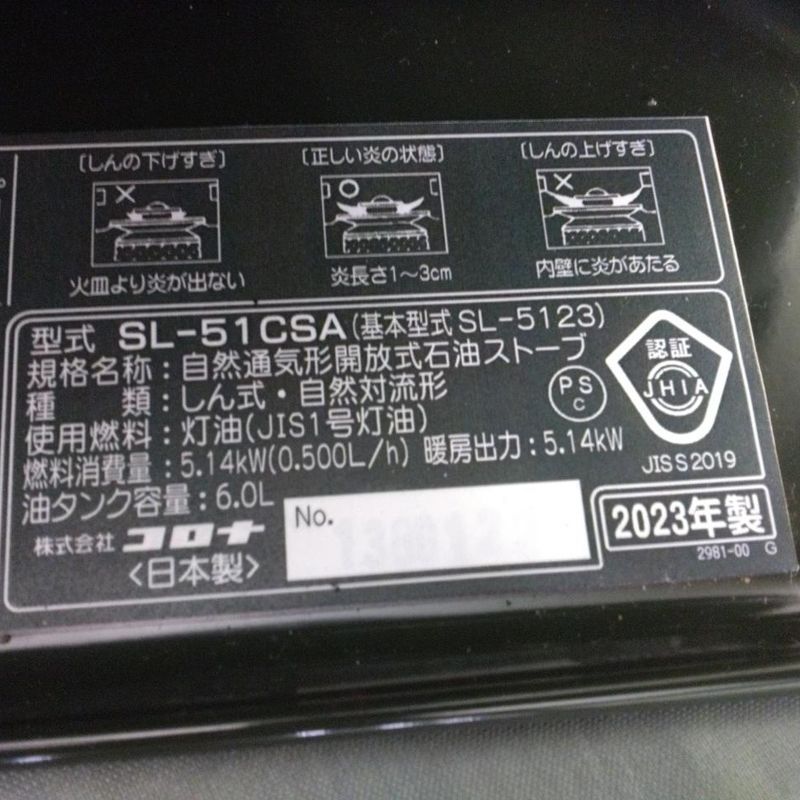 [しんの下げすぎ] [正しい炎の状態] [しんの上げすぎ]
火皿より炎が出ない 炎長さ1〜3cm 内壁に炎があたる
型式 SL-51CSA(基本型式 SL-5123)
規格名称:自然通気形開放式石油ストーブ
種 類:しん式・自然対流形
使用燃料:灯油(JIS1号灯油)
燃料消費量:5.14kW(0.500L/h) 暖房出力:5.14kW
油タンク容量:6.0L
株式会社 コロナ
<日本製>
No.
PS
C
認証
JHIA
JIS S 2019
2023年製
2981-00 G